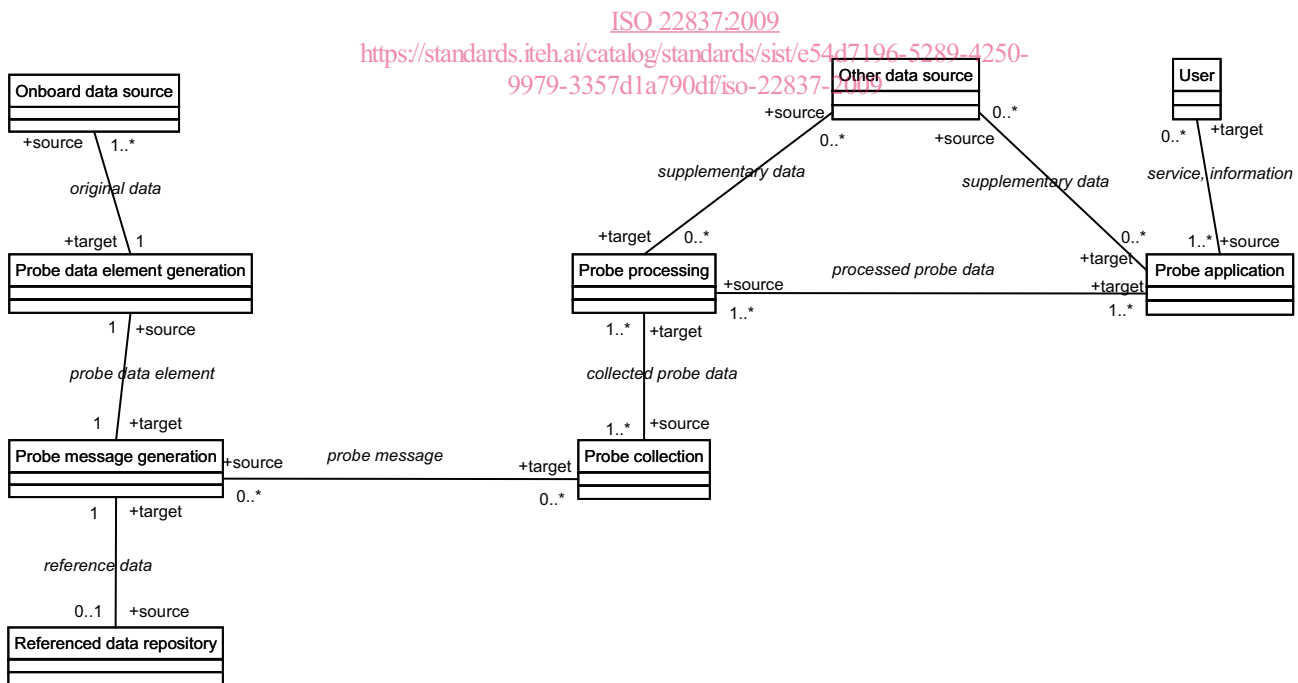 ISO 22837:2009
https://standards.iteh.ai/catalog/standards/sist/e54d7196-5289-4250-
9979-3357d1a790df/iso-22837-2009
Onboard data source
Other data source
User
+source 1..*
+source
0..*
0..*
+source
0..*
+target
original data
supplementary data
supplementary data
service, information
+target 1
+target
0..*
0..*
+target
1..*
+source
Probe data element generation
Probe processing
processed probe data
Probe application
+source
1..*
+target
1..*
1 +source
1..*
+target
probe data element
collected probe data
1 +target
1..*
+source
Probe message generation
+source
0..*
probe message
+target
0..*
Probe collection
1 +target
reference data
0..1 +source
Referenced data repository